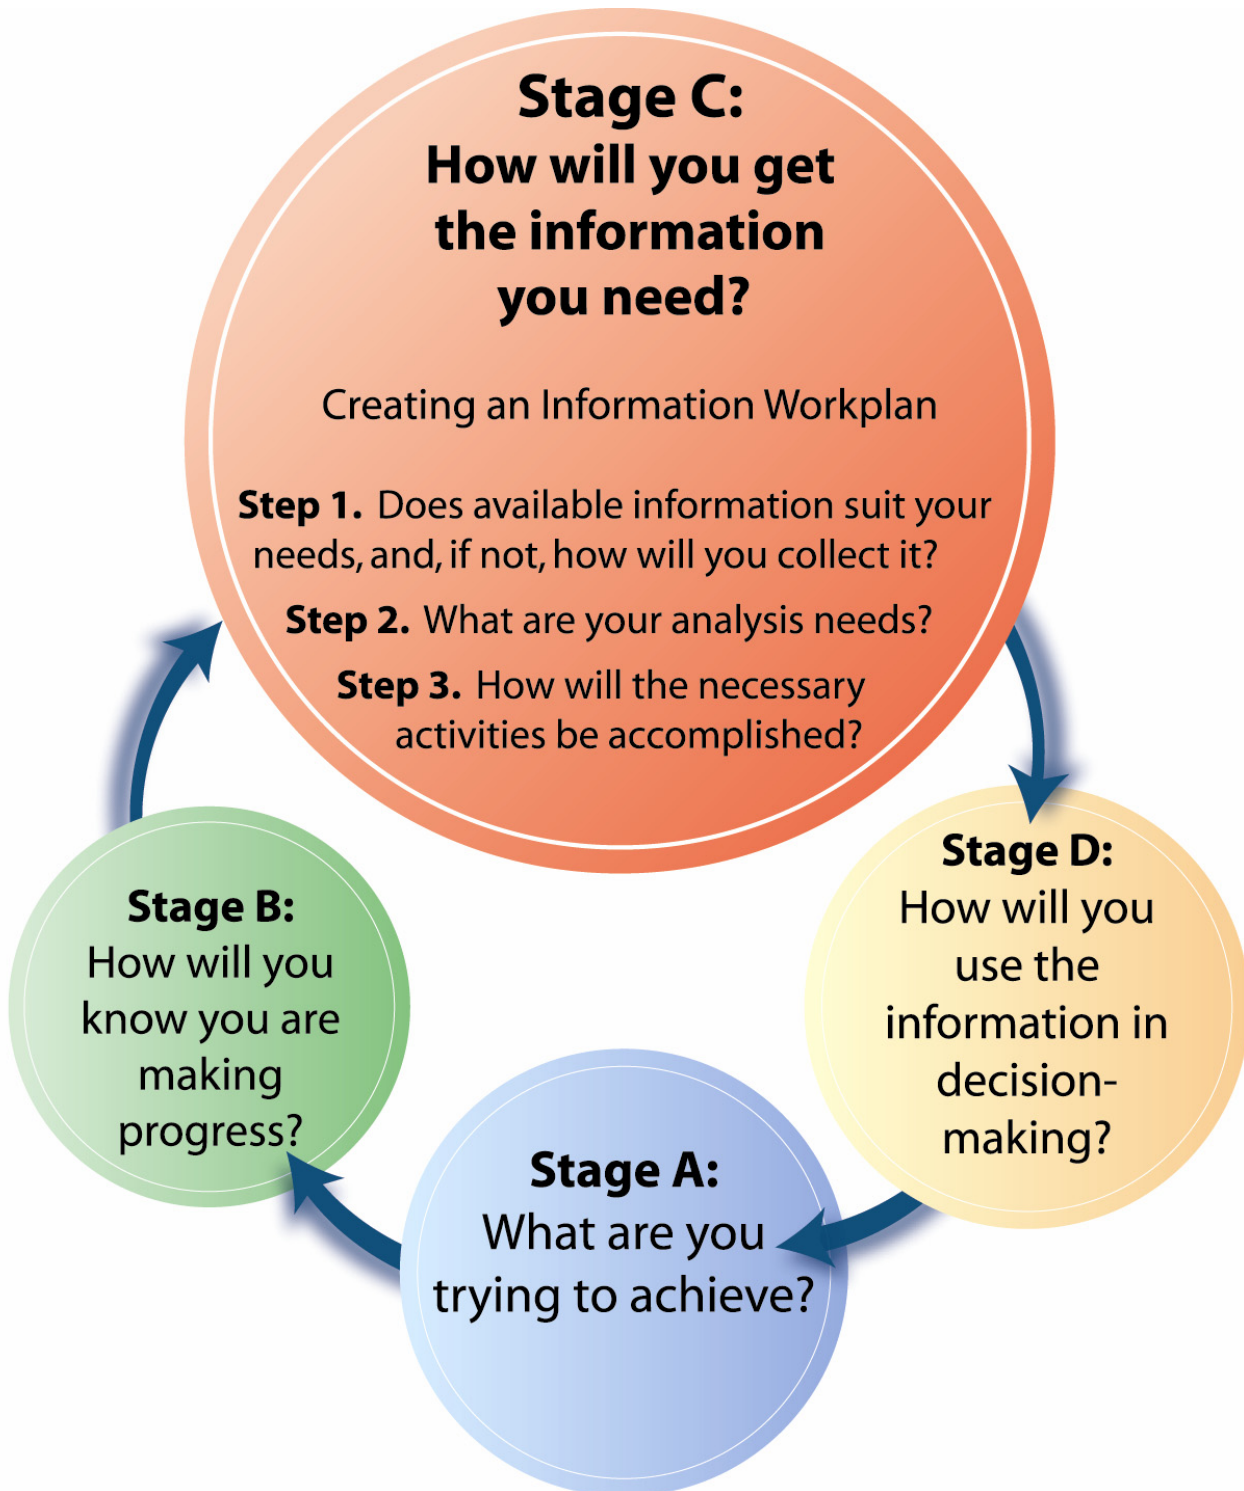 Stage C:
How will you get
the information
you need?
Creating an Information Workplan
Step 1. Does available information suit your
needs, and, if not, how will you collect it?
Step 2. What are your analysis needs?
Step 3. How will the necessary
activities be accomplished?
Stage D:
How will you
use the
information in
decision-
making?
Stage B:
How will you
know you are
making
progress?
Stage A:
What are you
trying to achieve?